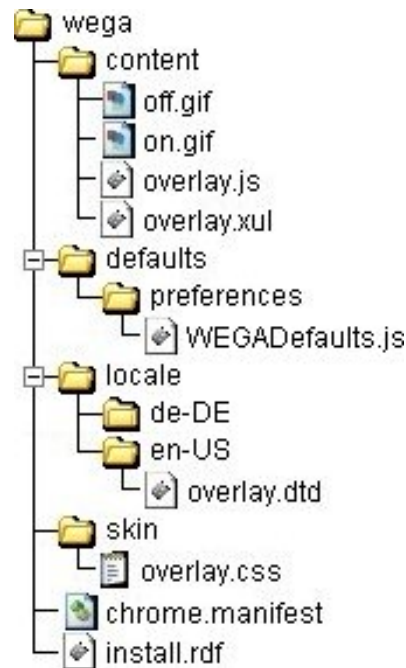 wega
content
off.gif
on.gif
overlay.js
overlay.xul
defaults
preferences
WEGADefaults.js
locale
de-DE
en-US
overlay.dtd
skin
overlay.css
chrome.manifest
install.rdf